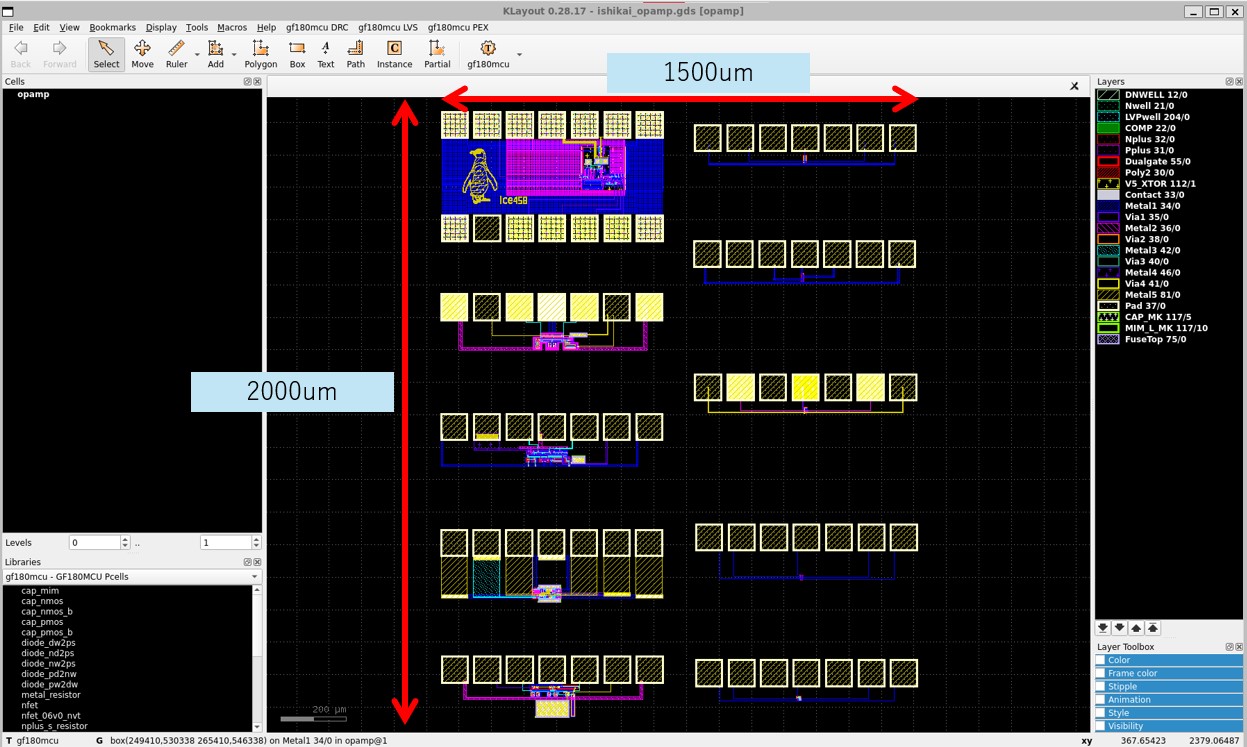 KLayout 0.28.17 - ishikai_opamp.gds [opamp]
File Edit View Bookmarks Display Tools Macros Help gf180mcu DRC gf180mcu LVS gf180mcu PEX
Back Forward Select Move Ruler Add Polygon Box Text Path Instance Partial gf180mcu
1500um
Cells
opamp
Layers
DNWELL 12/0
Nwell 21/0
LVPwell 204/0
COMP 22/0
Nplus 32/0
Pplus 31/0
Dualgate 55/0
Poly2 30/0
V5_XTOR 112/1
Contact 33/0
Metal1 34/0
Via1 35/0
Metal2 36/0
Via2 38/0
Metal3 42/0
Via3 40/0
Metal4 46/0
Via4 41/0
Metal5 81/0
Pad 37/0
CAP_MK 117/5
MIM_L_MK 117/10
FuseTop 75/0
Ice458
2000um
Levels 0 .. 1
Libraries
gf180mcu - GF180MCU Pcells
cap_mim
cap_nmos
cap_nmos_b
cap_pmos
cap_pmos_b
diode_dw2ps
diode_nd2ps
diode_nw2ps
diode_pd2nw
diode_pw2dw
metal_resistor
nfet
nfet_06v0_nvt
nplus_s_resistor
200 μm
Layer Toolbox
Color
Frame color
Stipple
Animation
Style
Visibility
T gf180mcu G box(249410,530338 265410,546338) on Metal1 34/0 in opamp@1 xy 367.65423 2379.06487